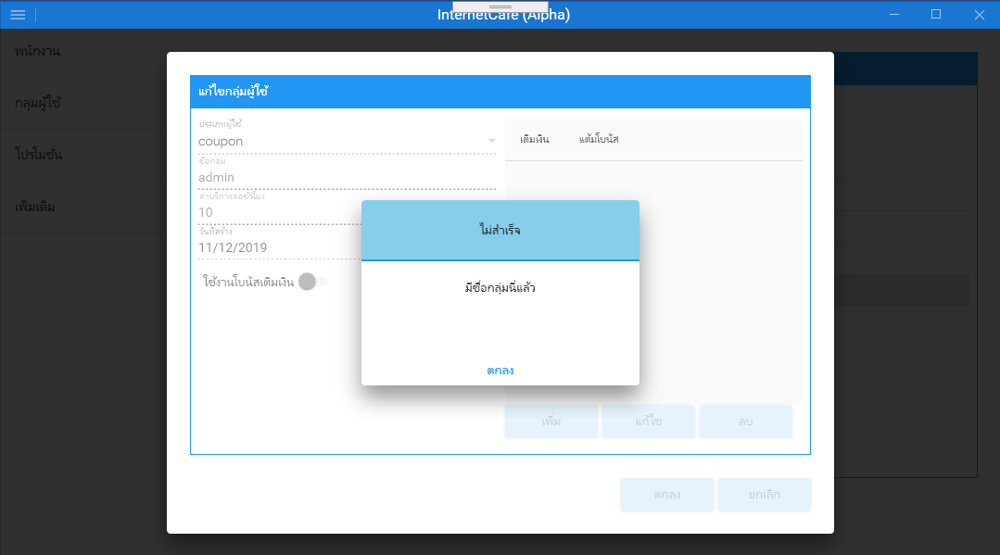 InternetCafe (Alpha)
พนักงาน
กลุ่มผู้ใช้
โปรโมชั่น
เพิ่มเติม
แก้ไขกลุ่มผู้ใช้
ประเภทผู้ใช้
coupon
ชื่อกลุ่ม
admin
ค่าบริการต่อชั่วโมง
10
วันที่สร้าง
11/12/2019
ใช้งานโบนัสเติมเงิน
เติมเงิน แต้มโบนัส
ไม่สำเร็จ
มีชื่อกลุ่มนี้แล้ว
ตกลง
เพิ่ม แก้ไข ลบ
ตกลง ยกเลิก